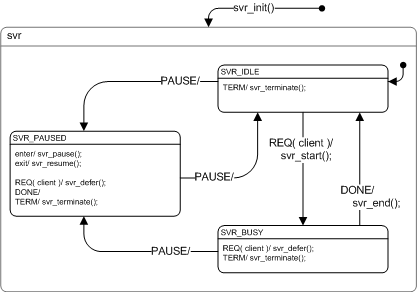 svr_init()
svr
SVR_IDLE
TERM/ svr_terminate();
PAUSE/
SVR_PAUSED
enter/ svr_pause();
exit/ svr_resume();
REQ( client )/ svr_defer();
DONE/
TERM/ svr_terminate();
PAUSE/
REQ( client )/
svr_start();
DONE/
svr_end();
PAUSE/
SVR_BUSY
REQ( client )/ svr_defer();
TERM/ svr_terminate();